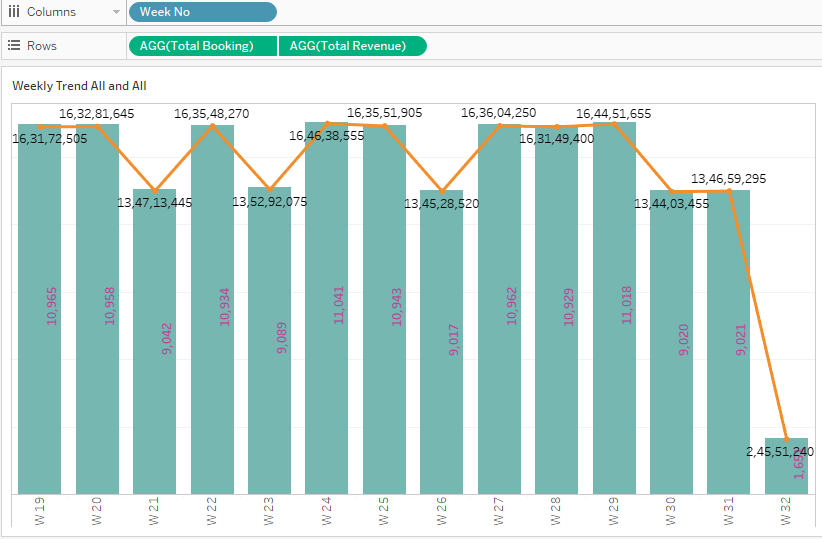 Columns Week No
Rows AGG(Total Booking) AGG(Total Revenue)
Weekly Trend All and All
16,31,72,505
16,32,81,645
13,47,13,445
16,35,48,270
13,52,92,075
16,46,38,555
16,35,51,905
13,45,28,520
16,36,04,250
16,31,49,400
16,44,51,655
13,44,03,455
13,46,59,295
2,45,51,240
10,965
10,958
9,042
10,934
9,089
11,041
10,943
9,017
10,962
10,929
11,018
9,020
9,021
W 19
W 20
W 21
W 22
W 23
W 24
W 25
W 26
W 27
W 28
W 29
W 30
W 31
W 32